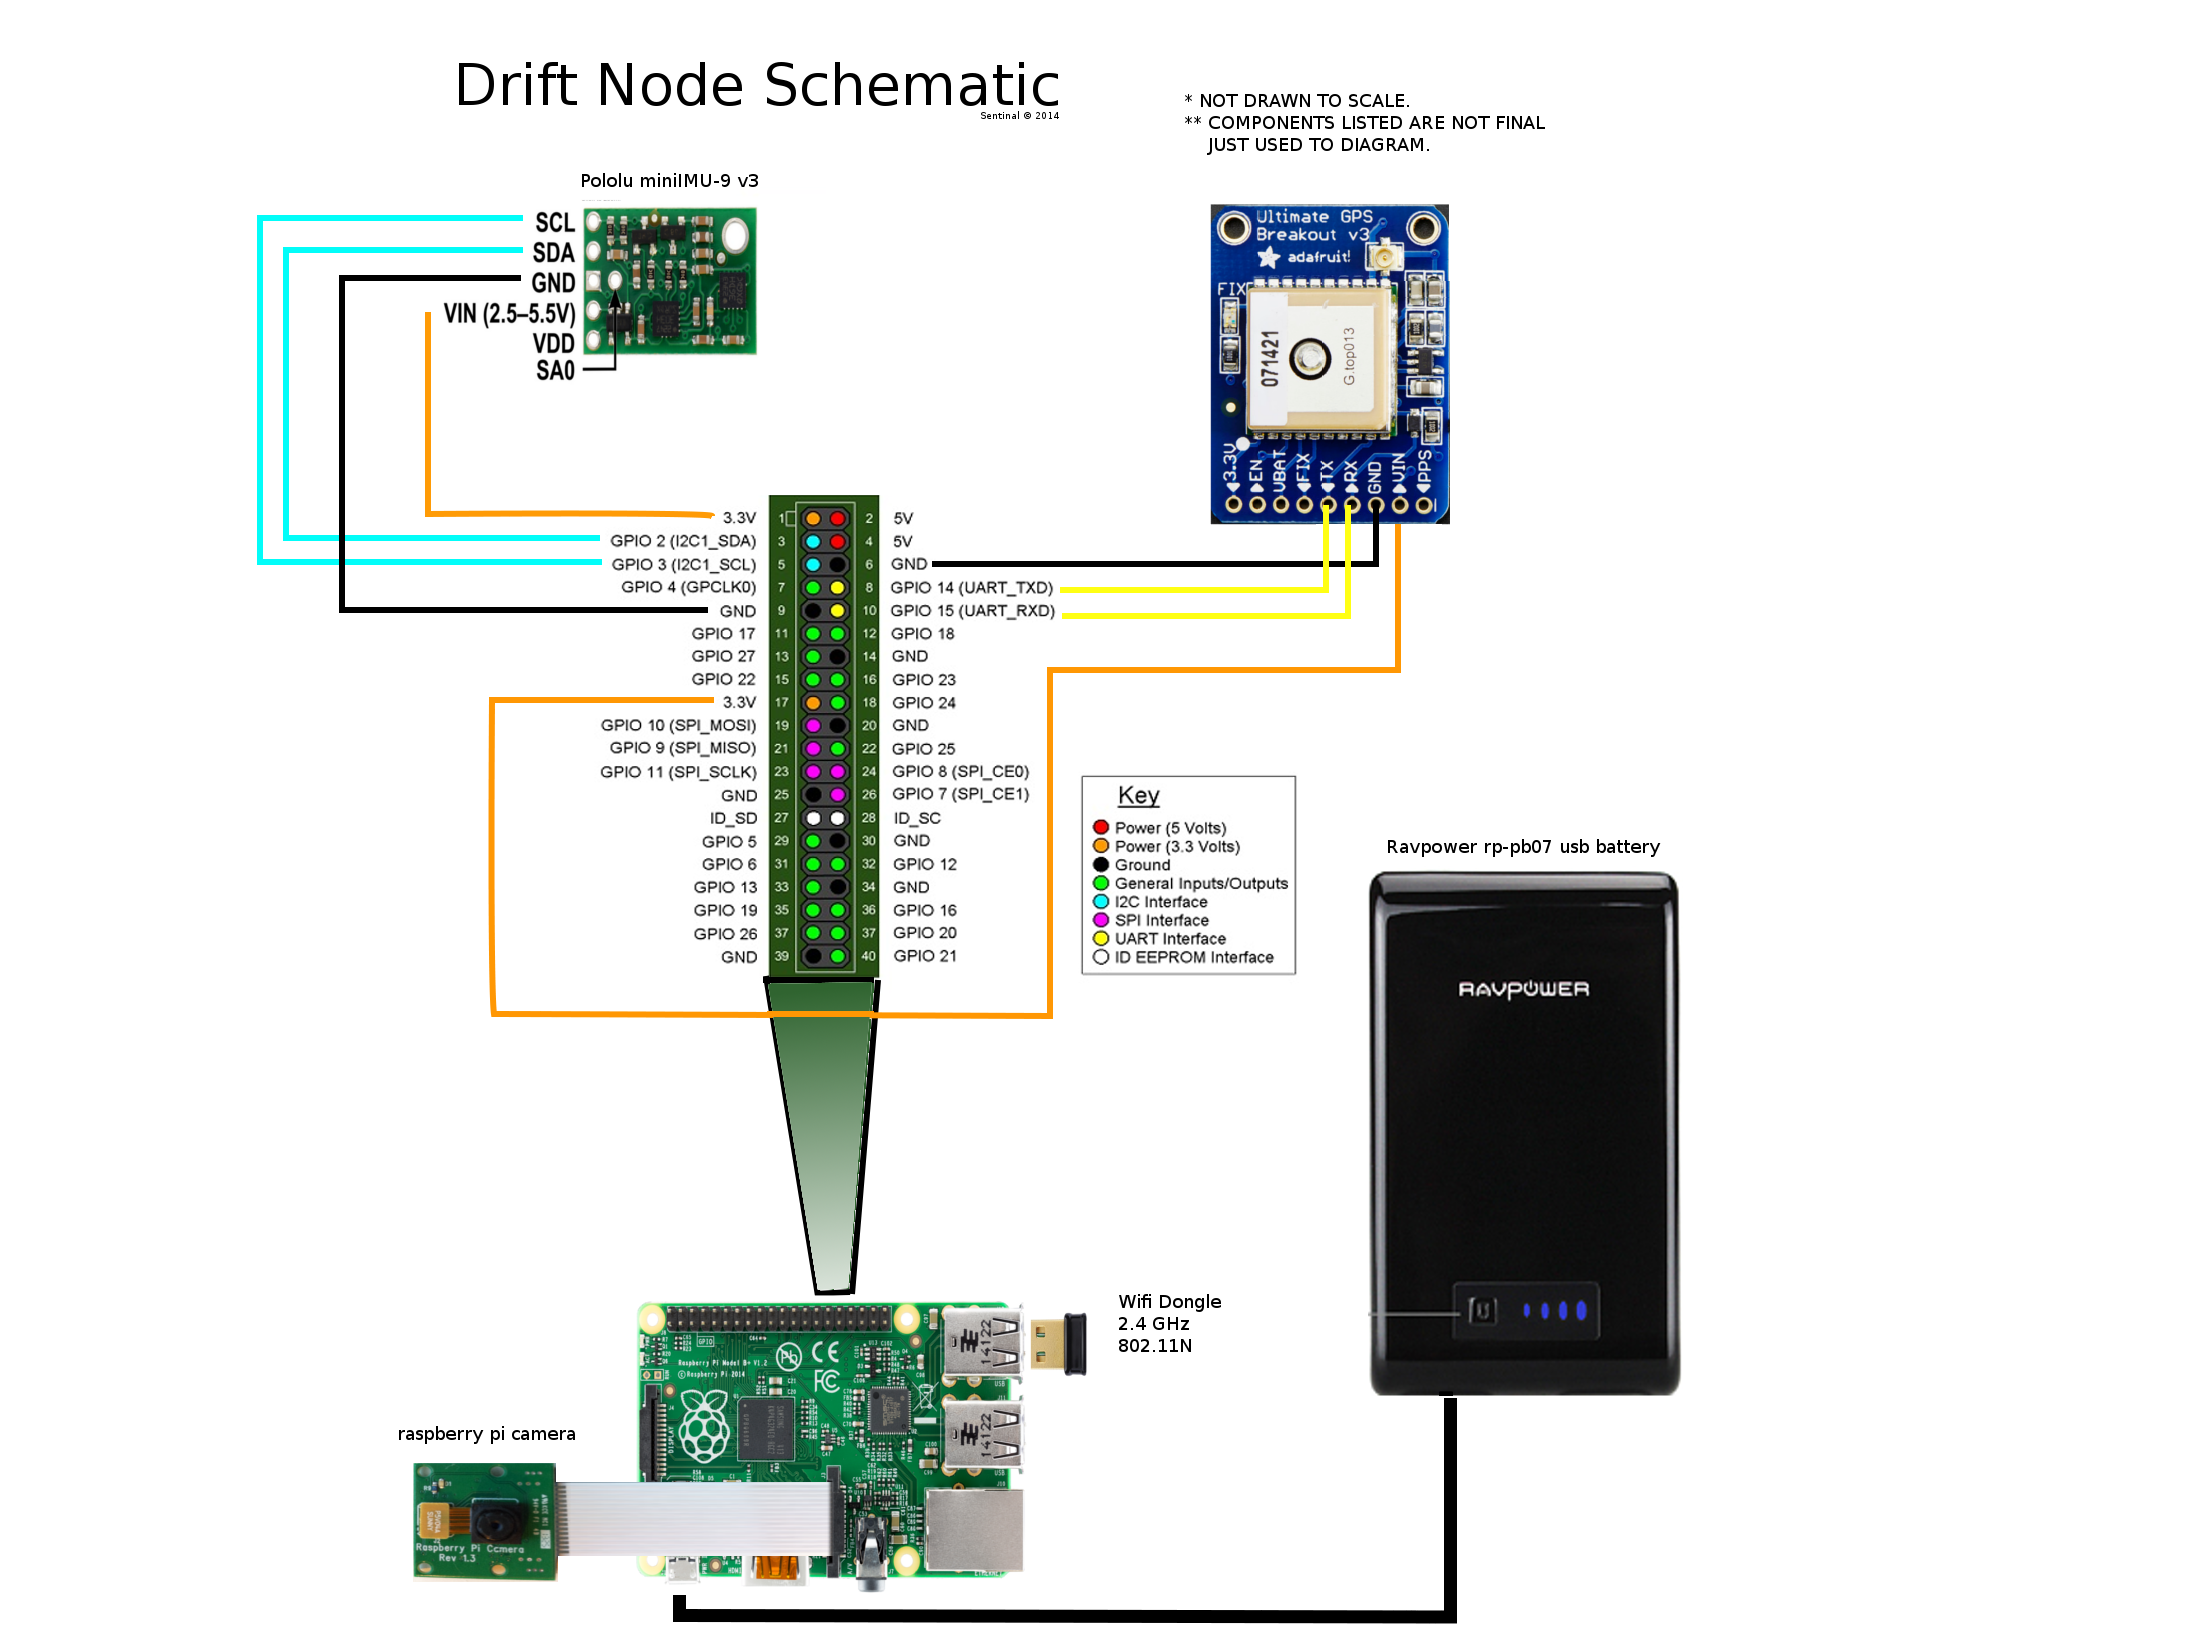 Drift Node Schematic
Sentinal © 2014
* NOT DRAWN TO SCALE.
** COMPONENTS LISTED ARE NOT FINAL
JUST USED TO DIAGRAM.
Pololu miniIMU-9 v3
SCL
SDA
GND
VIN (2.5–5.5V)
VDD
SA0
Ultimate GPS
Breakout v3
adafruit!
FIX
071421
G.top013
3.3V EN VBAT FIX TX RX GND VIN PPS
3.3V 1 2 5V
GPIO 2 (I2C1_SDA) 3 4 5V
GPIO 3 (I2C1_SCL) 5 6 GND
GPIO 4 (GPCLK0) 7 8 GPIO 14 (UART_TXD)
GND 9 10 GPIO 15 (UART_RXD)
GPIO 17 11 12 GPIO 18
GPIO 27 13 14 GND
GPIO 22 15 16 GPIO 23
3.3V 17 18 GPIO 24
GPIO 10 (SPI_MOSI) 19 20 GND
GPIO 9 (SPI_MISO) 21 22 GPIO 25
GPIO 11 (SPI_SCLK) 23 24 GPIO 8 (SPI_CE0)
GND 25 26 GPIO 7 (SPI_CE1)
ID_SD 27 28 ID_SC
GPIO 5 29 30 GND
GPIO 6 31 32 GPIO 12
GPIO 13 33 34 GND
GPIO 19 35 36 GPIO 16
GPIO 26 37 37 GPIO 20
GND 39 40 GPIO 21
Key
Power (5 Volts)
Power (3.3 Volts)
Ground
General Inputs/Outputs
I2C Interface
SPI Interface
UART Interface
ID EEPROM Interface
Ravpower rp-pb07 usb battery
RAVPOWER
Wifi Dongle
2.4 GHz
802.11N
GPIO
Raspberry Pi Model B+ V1.2
© Raspberry Pi 2014
Pb
CE
FC
14122
USB
14122
USB
DISPLAY
HDMI
A/V
ETHERNET
raspberry pi camera
Raspberry Pi Camera
Rev 1.3